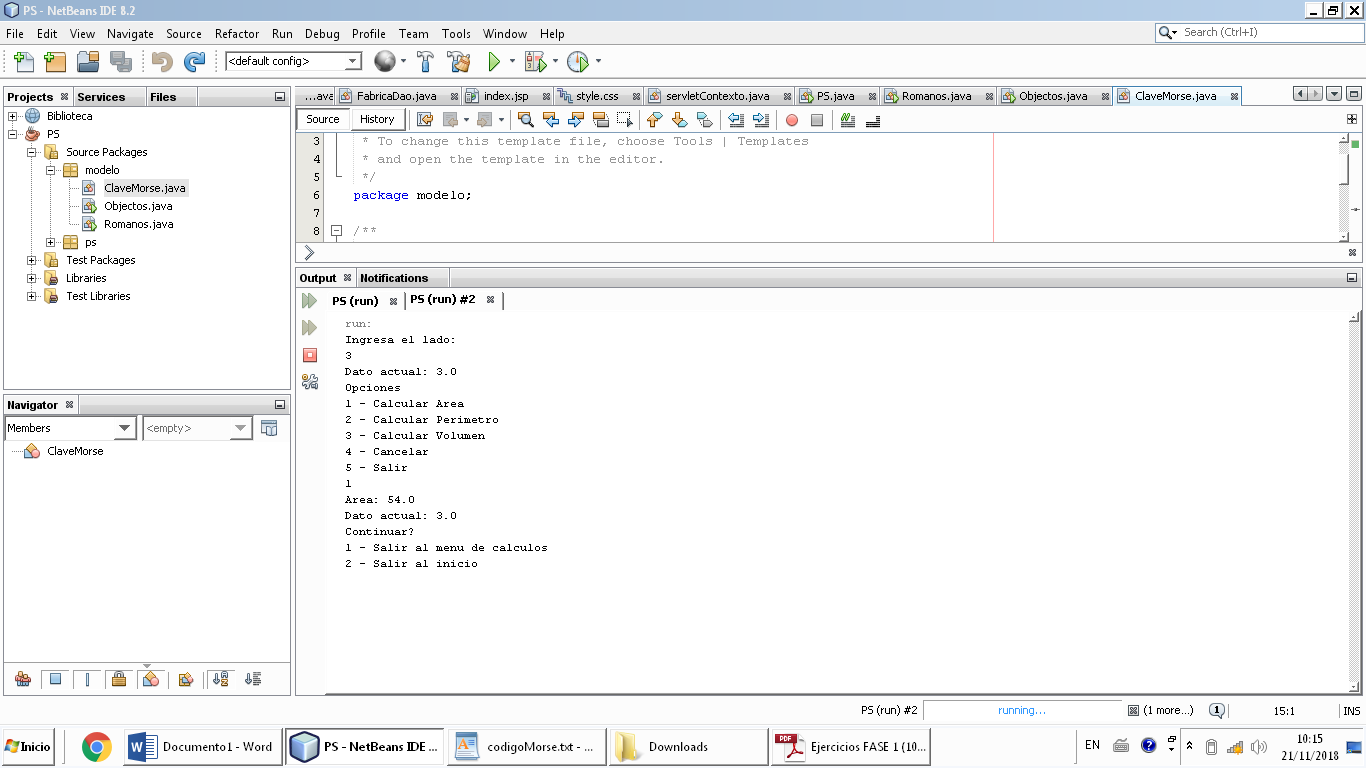 PS - NetBeans IDE 8.2
File Edit View Navigate Source Refactor Run Debug Profile Team Tools Window Help
Search (Ctrl+I)
<default config>
Projects Services Files
Biblioteca
PS
Source Packages
modelo
ClaveMorse.java
Objectos.java
Romanos.java
ps
Test Packages
Libraries
Test Libraries
...ava FabricaDao.java index.jsp style.css servletContexto.java PS.java Romanos.java Objectos.java ClaveMorse.java
Source History
3 * To change this template file, choose Tools | Templates
4 * and open the template in the editor.
5 */
6 package modelo;
7
8 /**
Navigator
Members <empty>
ClaveMorse
Output Notifications
PS (run) PS (run) #2
run:
Ingresa el lado:
3
Dato actual: 3.0
Opciones
1 - Calcular Area
2 - Calcular Perimetro
3 - Calcular Volumen
4 - Cancelar
5 - Salir
1
Area: 54.0
Dato actual: 3.0
Continuar?
1 - Salir al menu de calculos
2 - Salir al inicio
PS (run) #2 running... (1 more...) 1 15:1 INS
Inicio Documento1 - Word PS - NetBeans IDE ... codigoMorse.txt - ... Downloads PDF Ejercicios FASE 1 (10... EN 10:15
21/11/2018